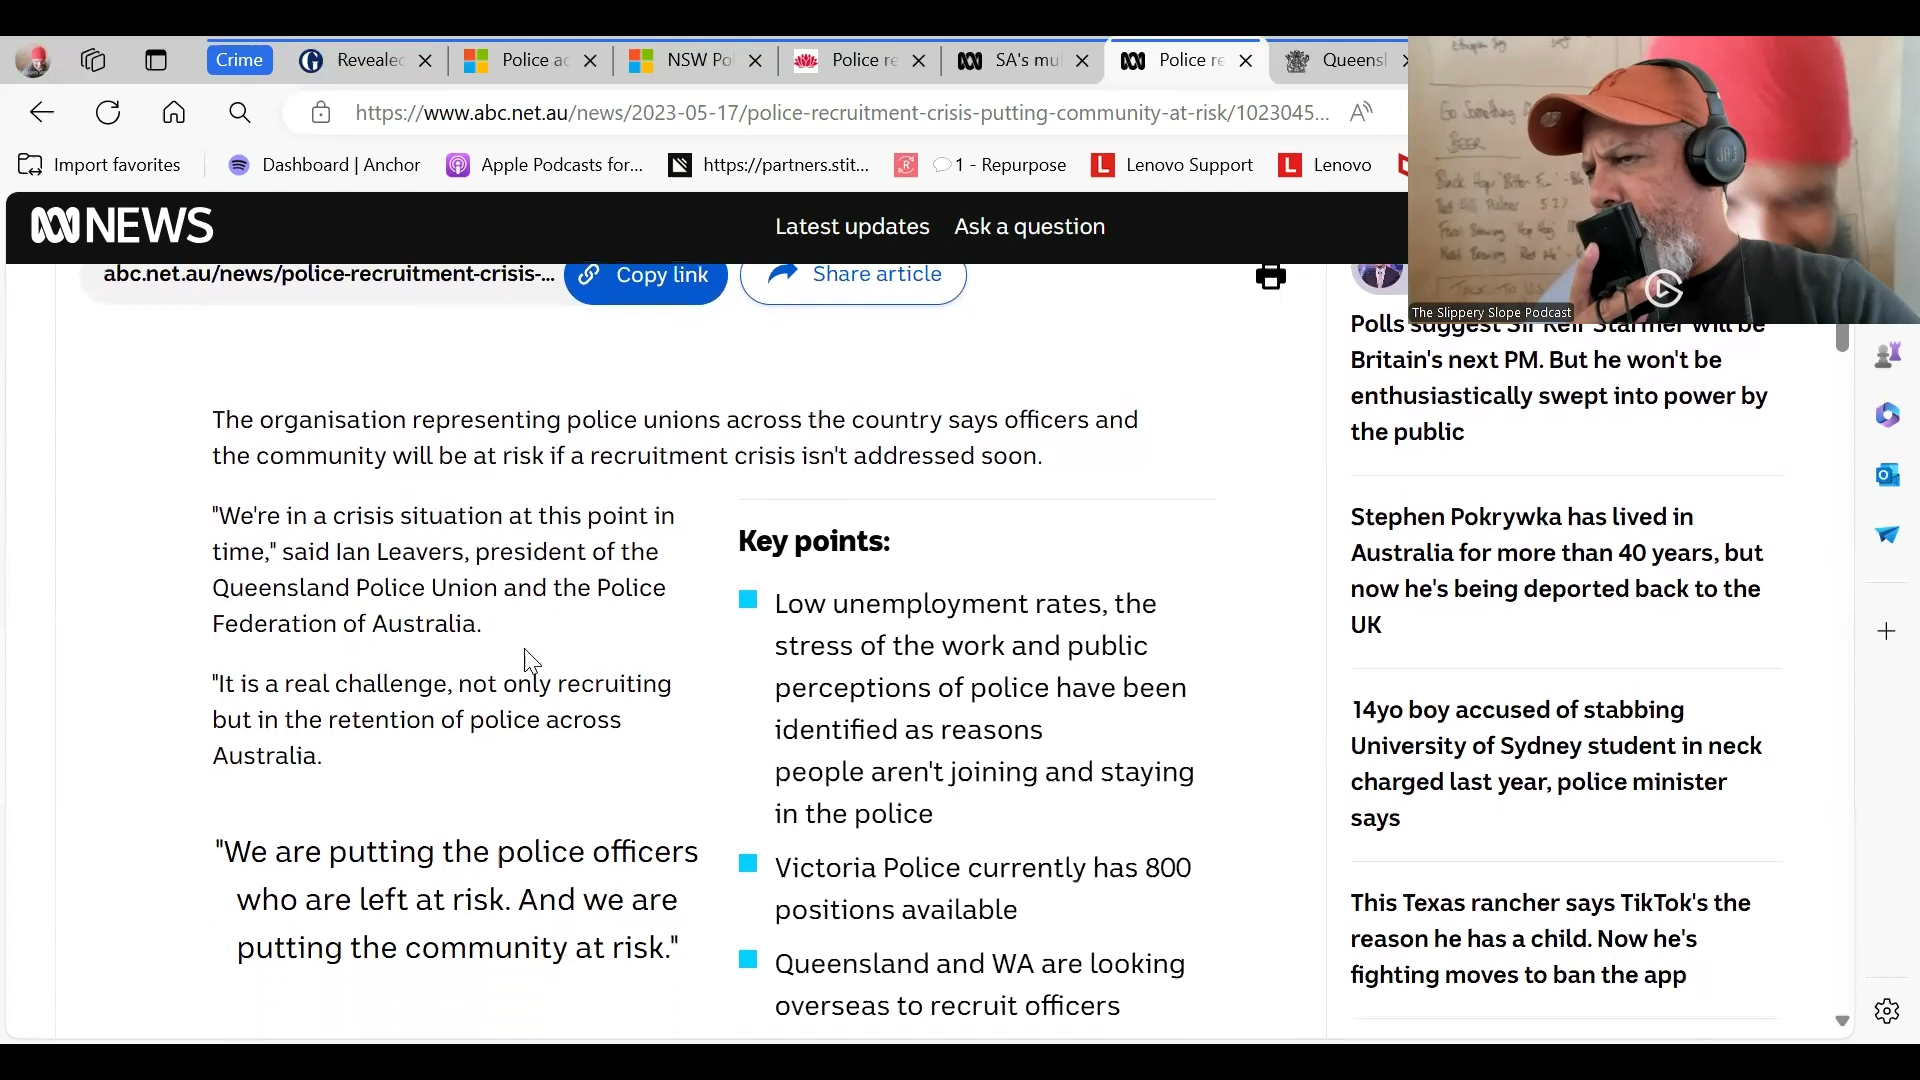 Crime
Revealed
Police ac
NSW Pol
Police re
SA's mul
Police re
Queensl
https://www.abc.net.au/news/2023-05-17/police-recruitment-crisis-putting-community-at-risk/1023045...
Import favorites
Dashboard | Anchor
Apple Podcasts for...
https://partners.stit...
1 - Repurpose
Lenovo Support
Lenovo
NEWS
Latest updates
Ask a question
abc.net.au/news/police-recruitment-crisis-...
Copy link
Share article
The organisation representing police unions across the country says officers and
the community will be at risk if a recruitment crisis isn't addressed soon.
"We're in a crisis situation at this point in
time," said Ian Leavers, president of the
Queensland Police Union and the Police
Federation of Australia.
"It is a real challenge, not only recruiting
but in the retention of police across
Australia.
"We are putting the police officers
who are left at risk. And we are
putting the community at risk."
Key points:
Low unemployment rates, the
stress of the work and public
perceptions of police have been
identified as reasons
people aren't joining and staying
in the police
Victoria Police currently has 800
positions available
Queensland and WA are looking
overseas to recruit officers
Go Something
BEER
JBL
The Slippery Slope Podcast
Polls suggest Sir Keir Starmer will be
Britain's next PM. But he won't be
enthusiastically swept into power by
the public
Stephen Pokrywka has lived in
Australia for more than 40 years, but
now he's being deported back to the
UK
14yo boy accused of stabbing
University of Sydney student in neck
charged last year, police minister
says
This Texas rancher says TikTok's the
reason he has a child. Now he's
fighting moves to ban the app